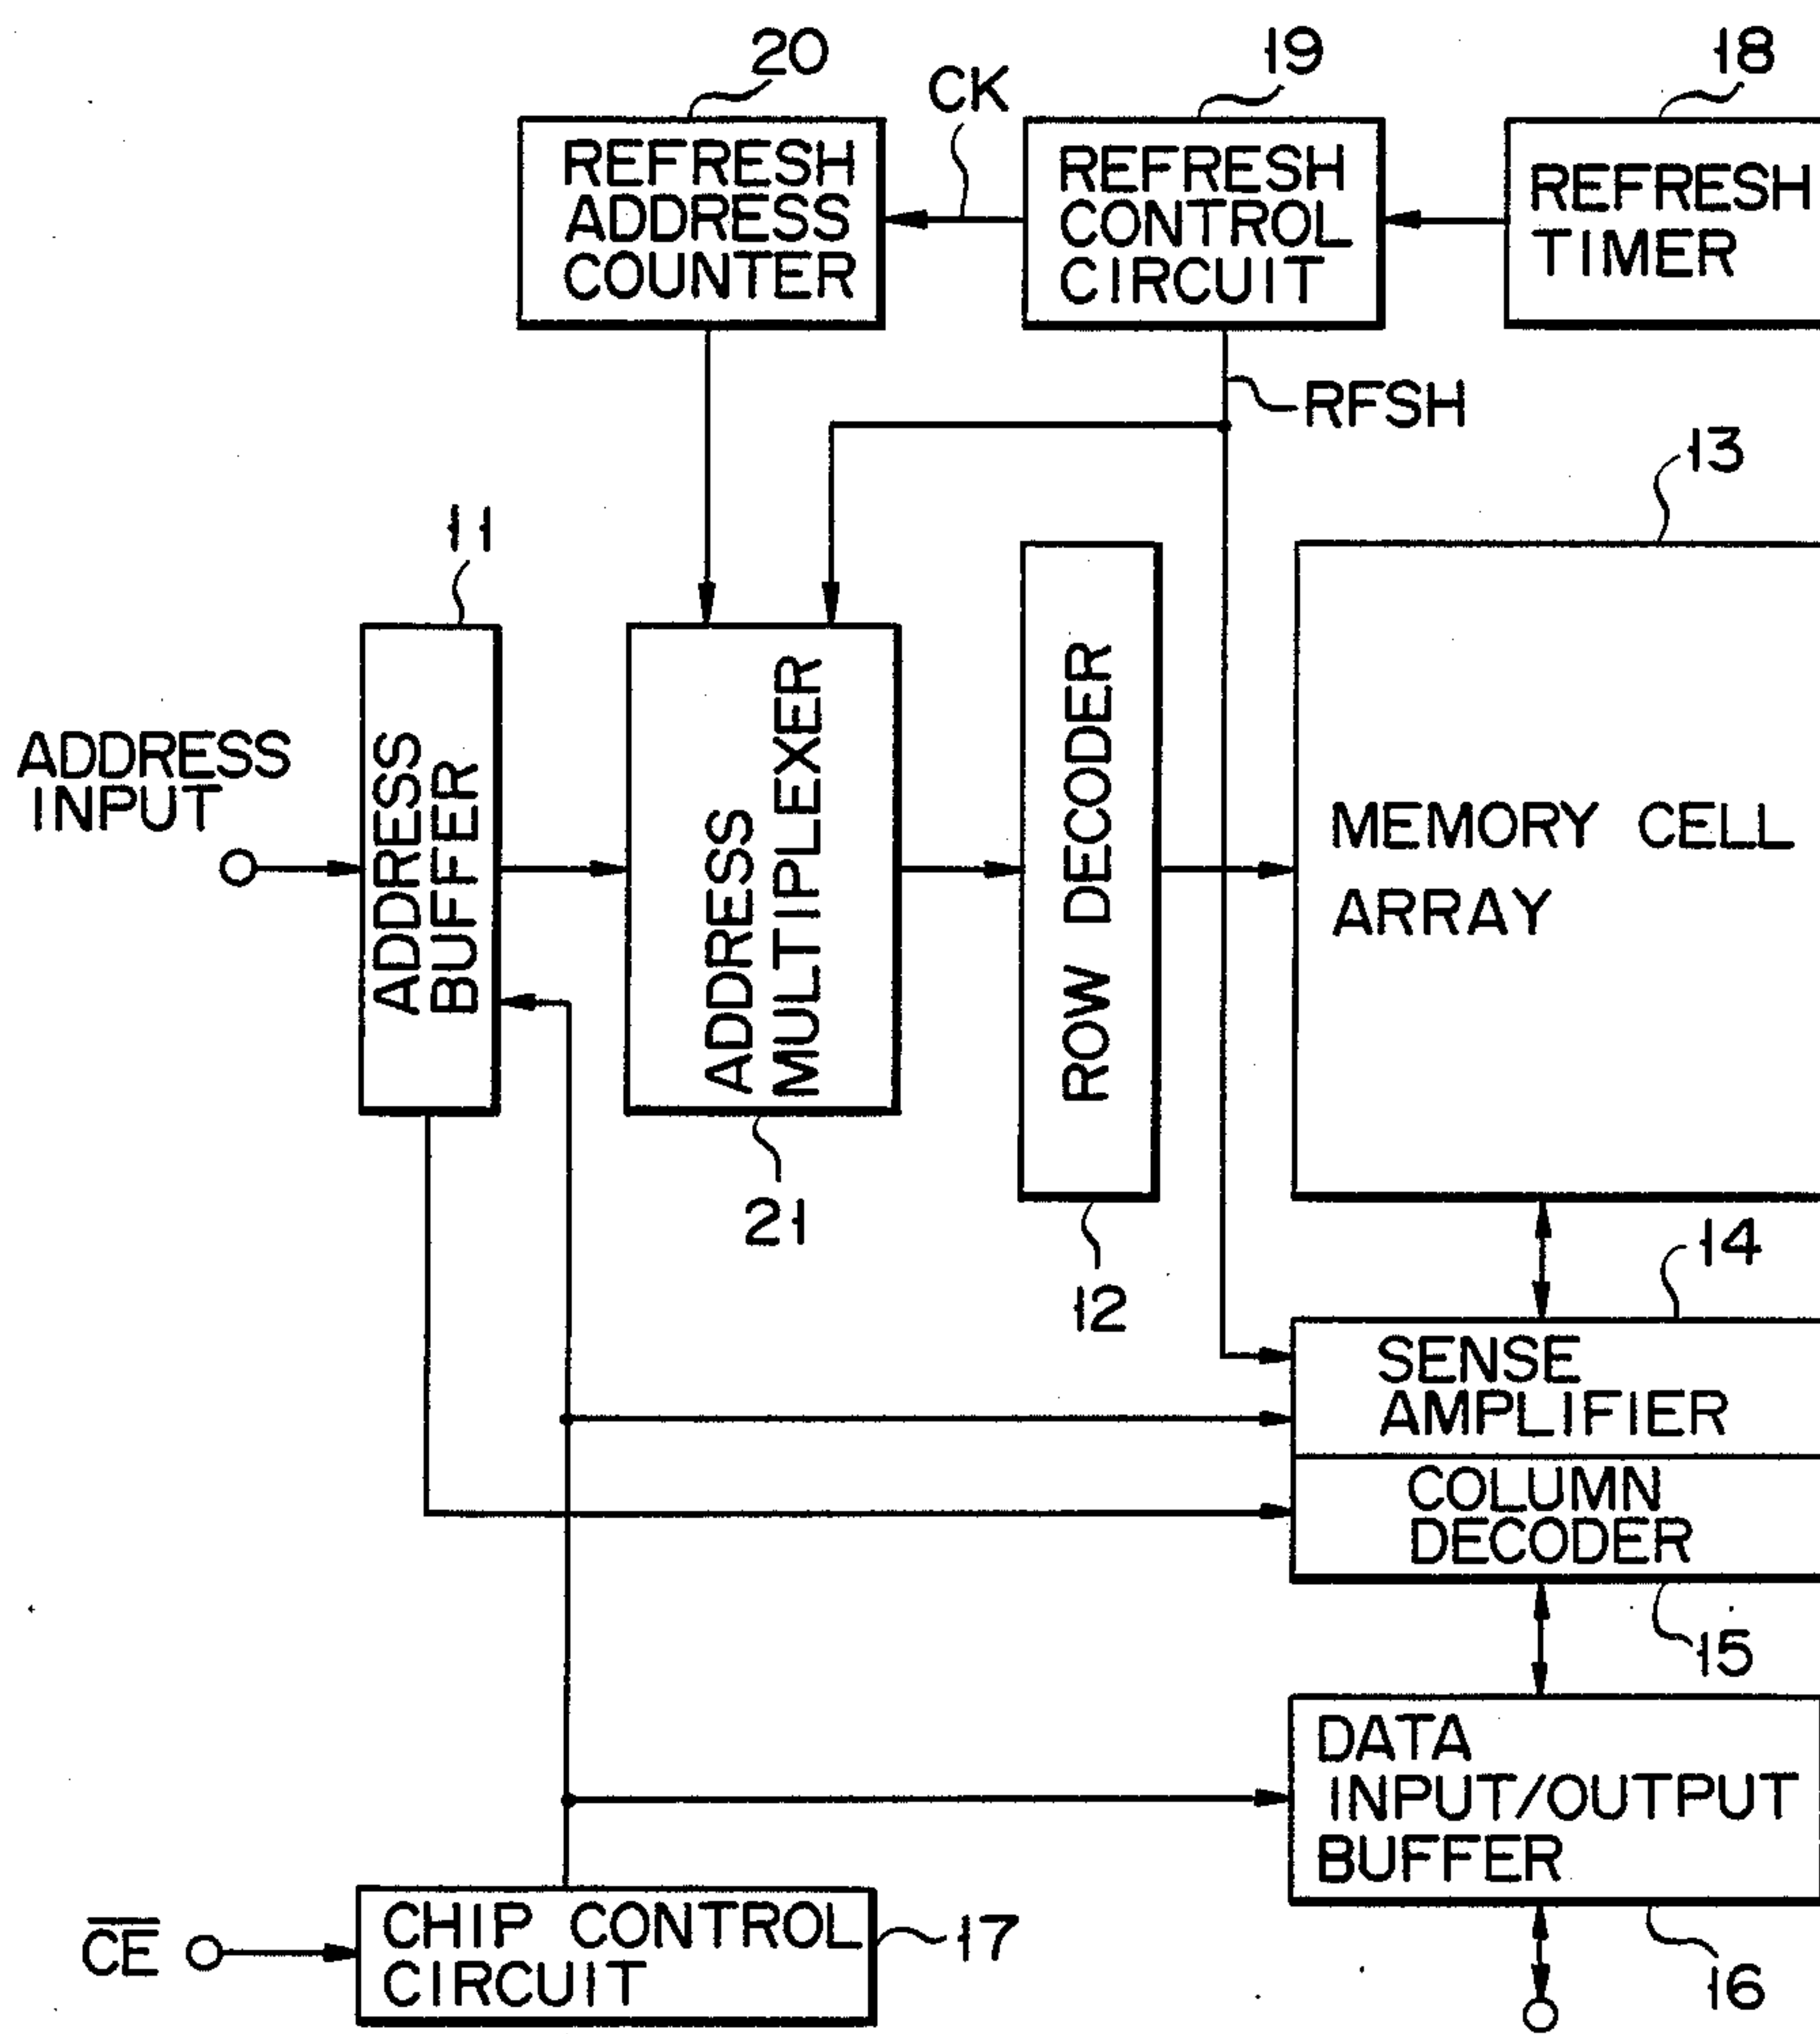 20
CK
19
18
REFRESH
ADDRESS
COUNTER
REFRESH
CONTROL
CIRCUIT
REFRESH
TIMER
RFSH
13
11
ADDRESS
INPUT
ADDRESS
BUFFER
ADDRESS
MULTIPLEXER
ROW DECODER
MEMORY CELL
ARRAY
21
12
14
SENSE
AMPLIFIER
COLUMN
DECODER
15
DATA
INPUT/OUTPUT
BUFFER
C̅E̅
CHIP CONTROL
CIRCUIT
17
16